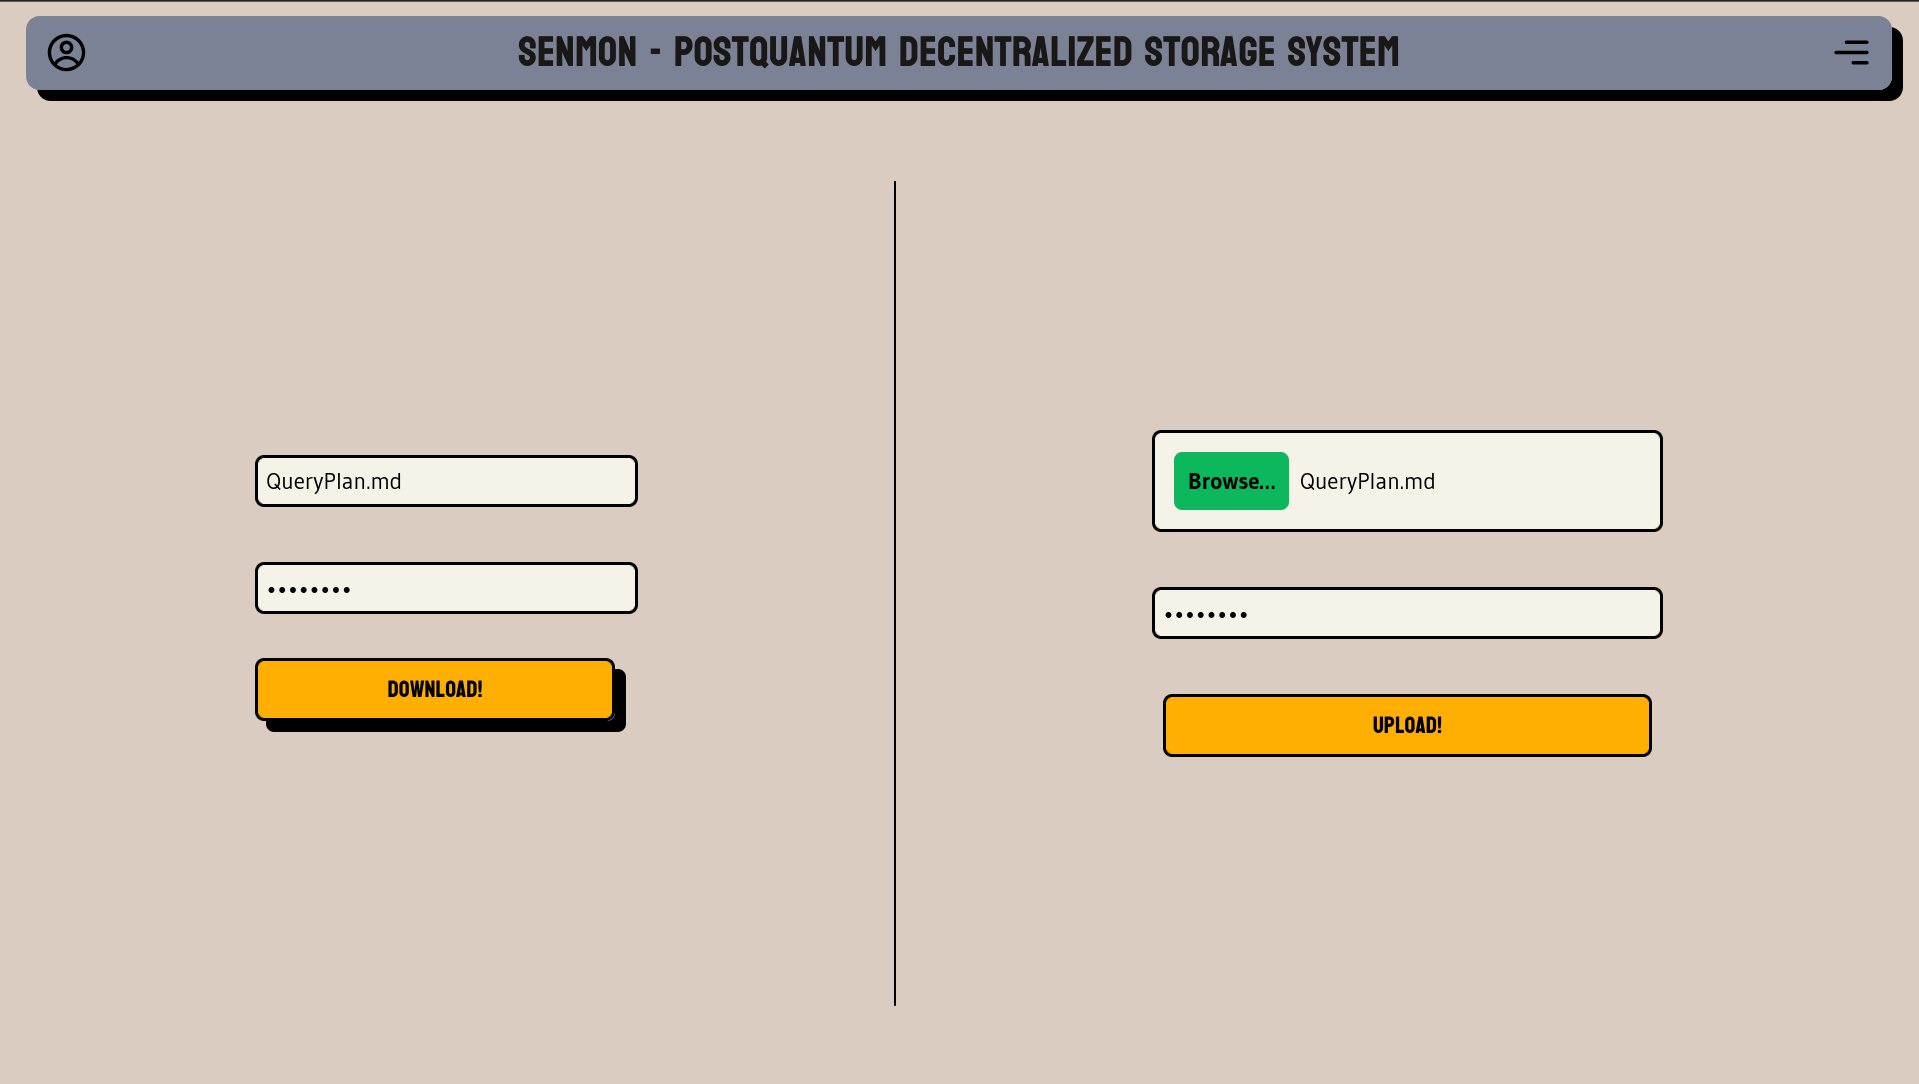 SENMON - POSTQUANTUM DECENTRALIZED STORAGE SYSTEM
QueryPlan.md
••••••••
DOWNLOAD!
Browse... QueryPlan.md
••••••••
UPLOAD!